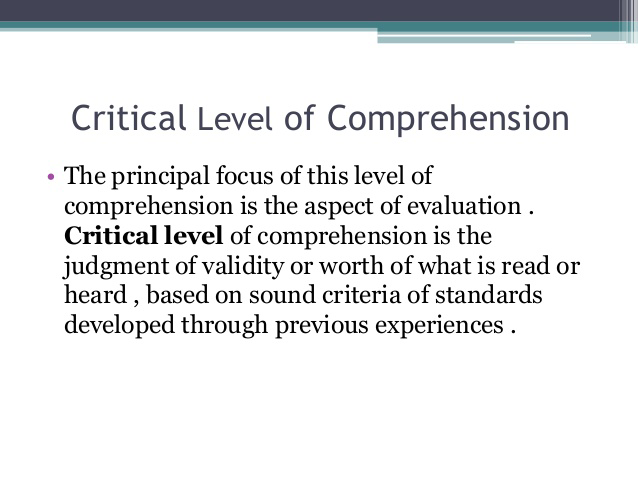 Critical Level of Comprehension
• The principal focus of this level of
comprehension is the aspect of evaluation .
Critical level of comprehension is the
judgment of validity or worth of what is read or
heard , based on sound criteria of standards
developed through previous experiences .